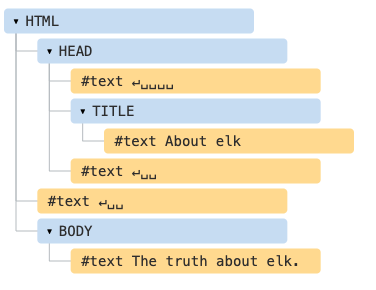 ▾ HTML
▾ HEAD
#text ↵␣␣␣␣
▾ TITLE
#text About elk
#text ↵␣␣
#text ↵␣␣
▾ BODY
#text The truth about elk.